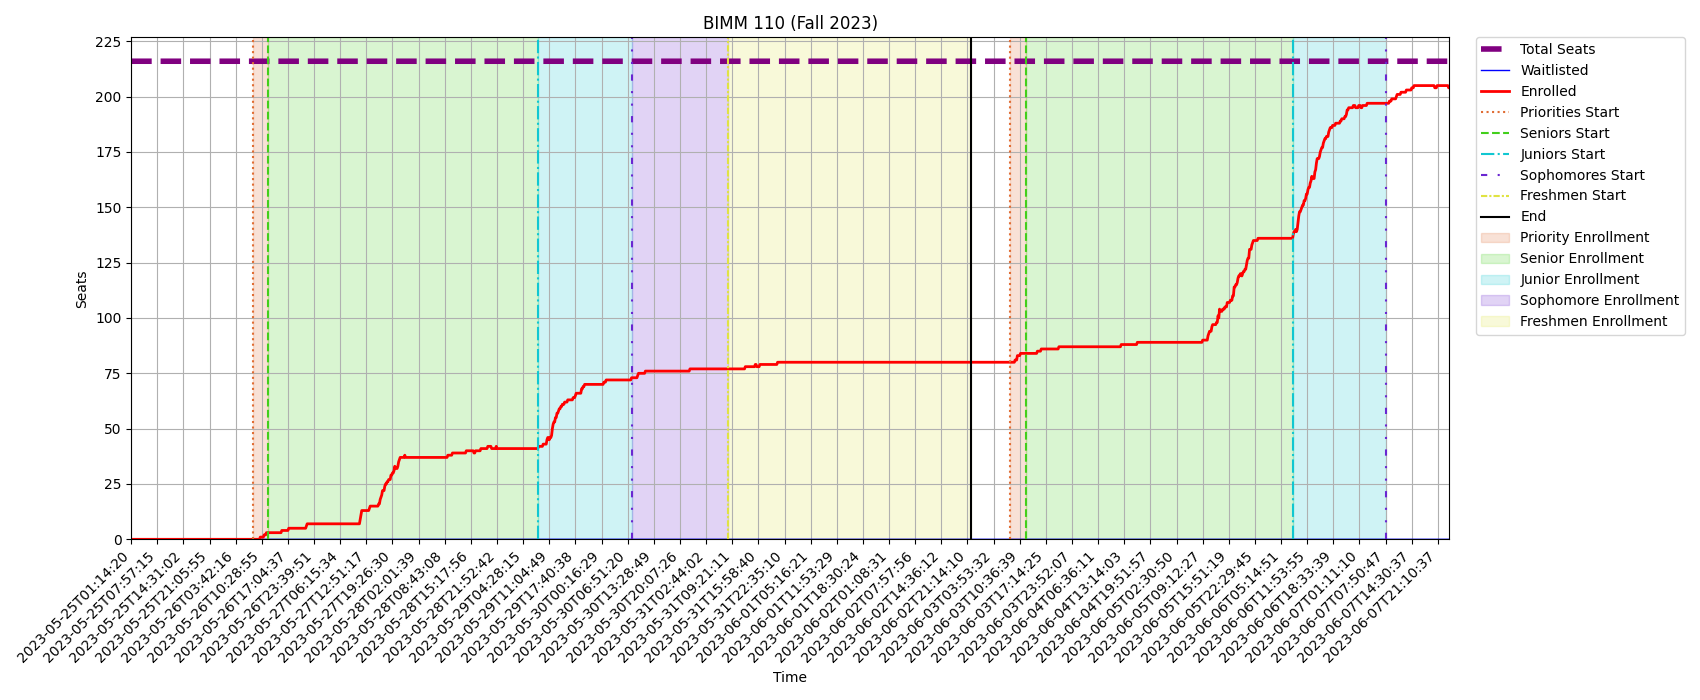 BIMM 110 (Fall 2023)
225
200
175
150
125
100
75
50
25
0
Seats
2023-05-25T01:14:20
2023-05-25T07:57:15
2023-05-25T14:31:02
2023-05-25T21:05:55
2023-05-26T03:42:16
2023-05-26T10:28:55
2023-05-26T17:04:37
2023-05-26T23:39:51
2023-05-27T06:15:34
2023-05-27T12:51:17
2023-05-27T19:26:30
2023-05-28T02:01:39
2023-05-28T08:43:08
2023-05-28T15:17:56
2023-05-28T21:52:42
2023-05-29T04:28:15
2023-05-29T11:04:49
2023-05-29T17:40:38
2023-05-30T00:16:29
2023-05-30T06:51:20
2023-05-30T13:28:49
2023-05-30T20:07:26
2023-05-31T02:44:02
2023-05-31T09:21:11
2023-05-31T15:58:40
2023-05-31T22:35:10
2023-06-01T05:16:21
2023-06-01T11:53:29
2023-06-01T18:30:24
2023-06-02T01:08:31
2023-06-02T07:57:56
2023-06-02T14:36:12
2023-06-02T21:14:10
2023-06-03T03:53:32
2023-06-03T10:36:39
2023-06-03T17:14:25
2023-06-03T23:52:07
2023-06-04T06:36:11
2023-06-04T13:14:03
2023-06-04T19:51:57
2023-06-05T02:30:50
2023-06-05T09:12:27
2023-06-05T15:51:19
2023-06-05T22:29:45
2023-06-06T05:14:51
2023-06-06T11:53:55
2023-06-06T18:33:39
2023-06-07T01:11:10
2023-06-07T07:50:47
2023-06-07T14:30:37
2023-06-07T21:10:37
Time
Total Seats
Waitlisted
Enrolled
Priorities Start
Seniors Start
Juniors Start
Sophomores Start
Freshmen Start
End
Priority Enrollment
Senior Enrollment
Junior Enrollment
Sophomore Enrollment
Freshmen Enrollment